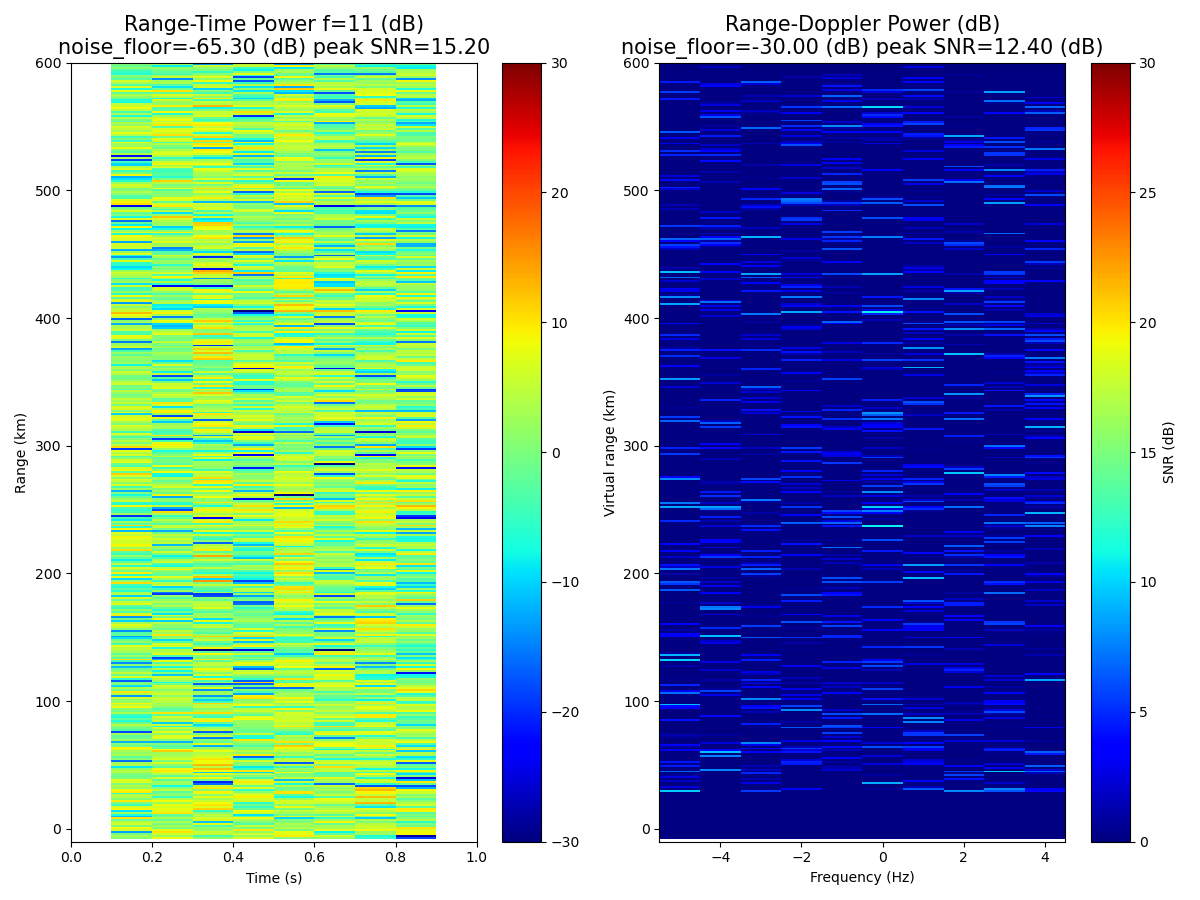 Range-Time Power f=11 (dB)
noise_floor=-65.30 (dB) peak SNR=15.20
Range-Doppler Power (dB)
noise_floor=-30.00 (dB) peak SNR=12.40 (dB)
600
500
400
300
200
100
0
Range (km)
0.0 0.2 0.4 0.6 0.8 1.0
Time (s)
30
20
10
0
−10
−20
−30
600
500
400
300
200
100
0
Virtual range (km)
−4 −2 0 2 4
Frequency (Hz)
30
25
20
15
10
5
0
SNR (dB)